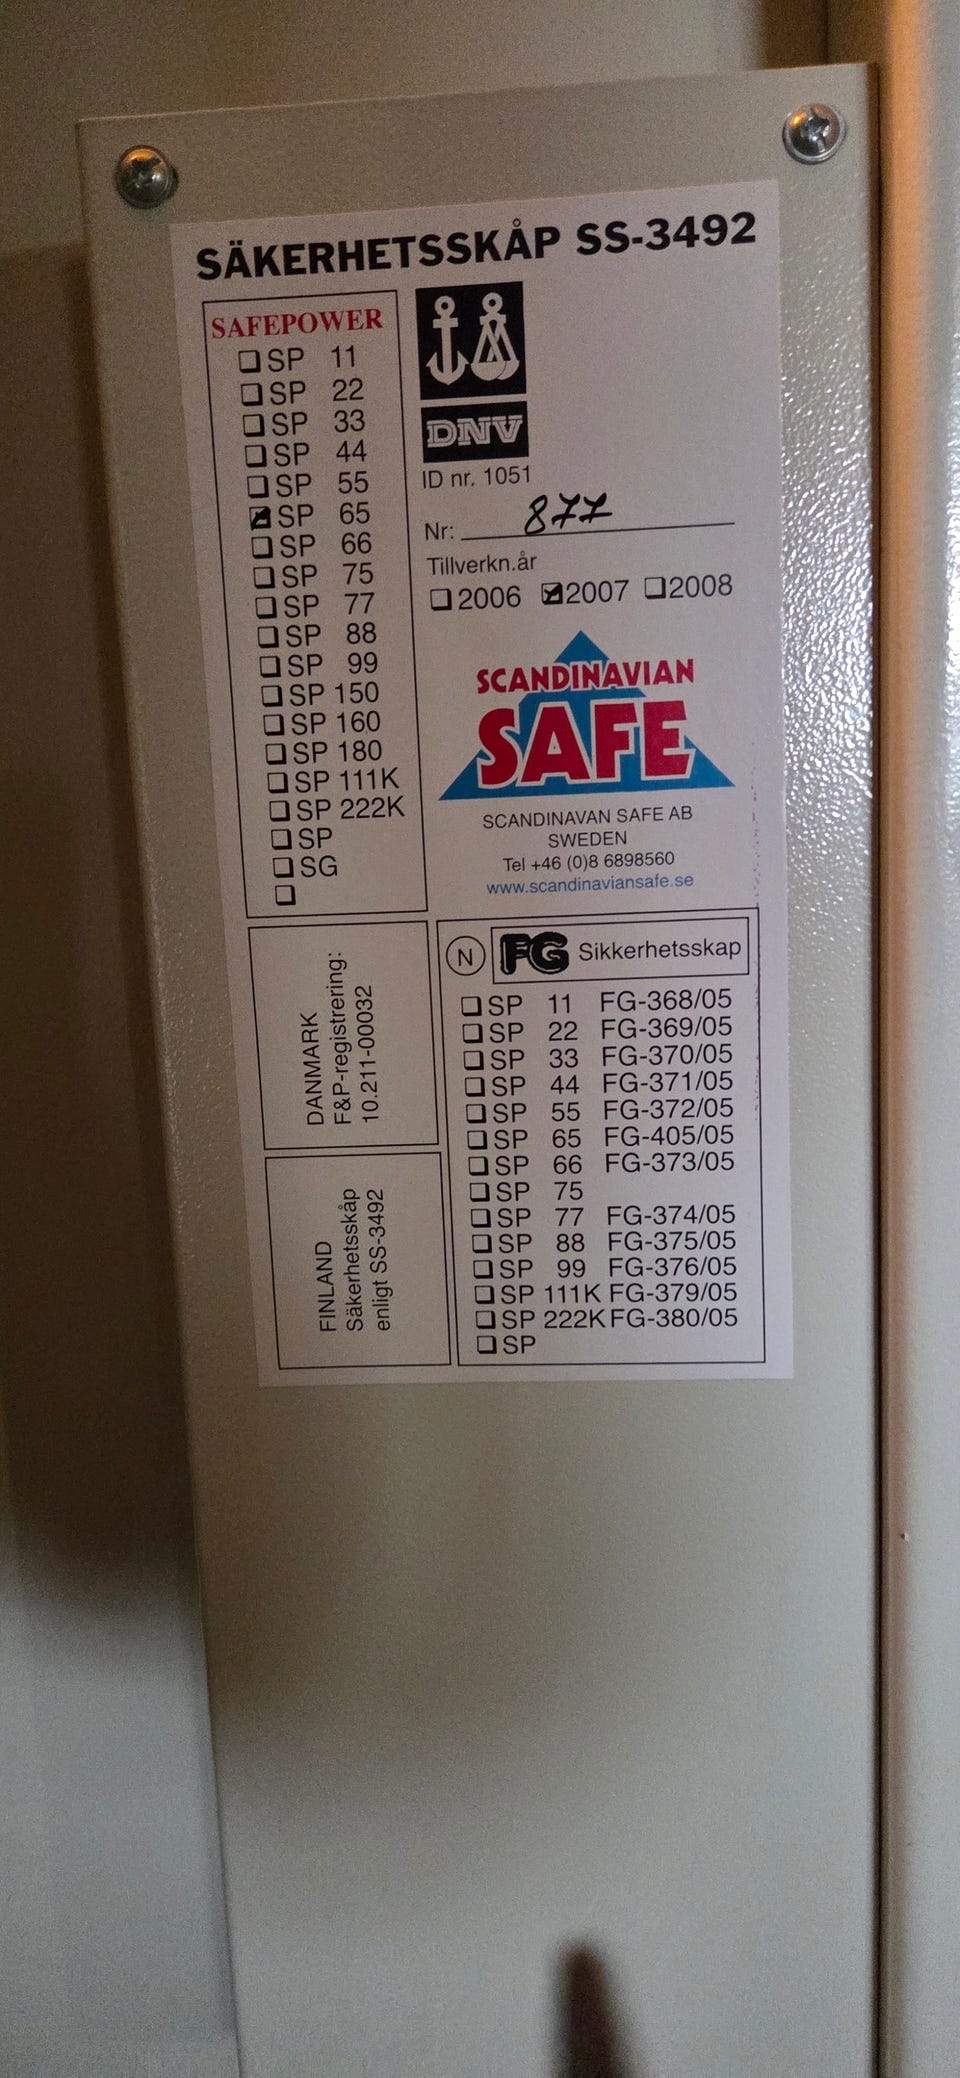 SÄKERHETSSKÅP SS-3492
SAFEPOWER
SP 11
SP 22
SP 33
SP 44
SP 55
SP 65
SP 66
SP 75
SP 77
SP 88
SP 99
SP 150
SP 160
SP 180
SP 111K
SP 222K
SP
SG
DNV
ID nr. 1051
Nr: 877
Tillverkn.år
2006 2007 2008
SCANDINAVIAN
SAFE
SCANDINAVAN SAFE AB
SWEDEN
Tel +46 (0)8 6898560
www.scandinaviansafe.se
DANMARK
F&P-registrering:
10.211-00032
FINLAND
Säkerhetsskåp
enligt SS-3492
N FG Sikkerhetsskap
SP 11 FG-368/05
SP 22 FG-369/05
SP 33 FG-370/05
SP 44 FG-371/05
SP 55 FG-372/05
SP 65 FG-405/05
SP 66 FG-373/05
SP 75
SP 77 FG-374/05
SP 88 FG-375/05
SP 99 FG-376/05
SP 111K FG-379/05
SP 222K FG-380/05
SP